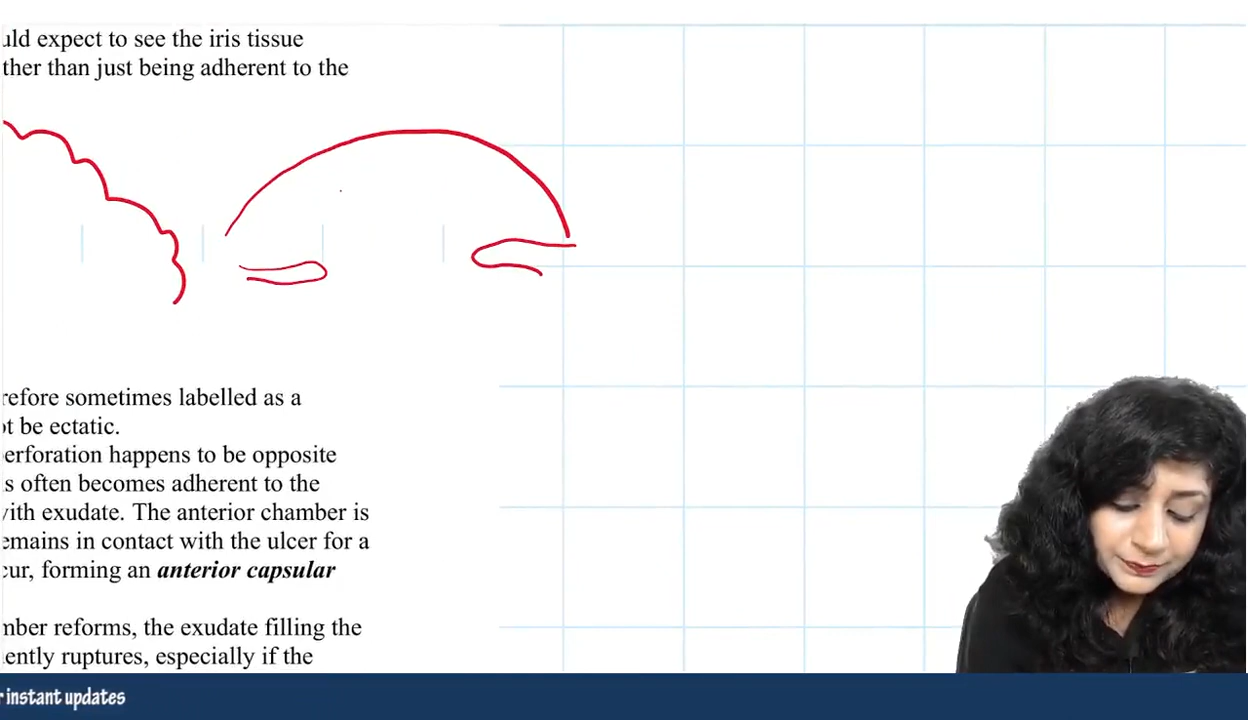 uld expect to see the iris tissue
ther than just being adherent to the
refore sometimes labelled as a
ot be ectatic.
erforation happens to be opposite
is often becomes adherent to the
with exudate. The anterior chamber is
emains in contact with the ulcer for a
cur, forming an anterior capsular
mber reforms, the exudate filling the
ently ruptures, especially if the
r instant updates